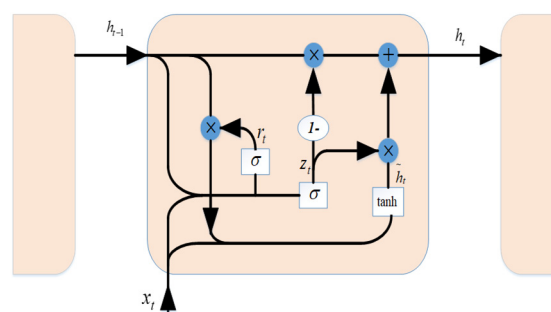 h_{t-1}
h_t
×
+
1-
×
r_t
×
σ
z_t
σ
h̃_t
tanh
x_t